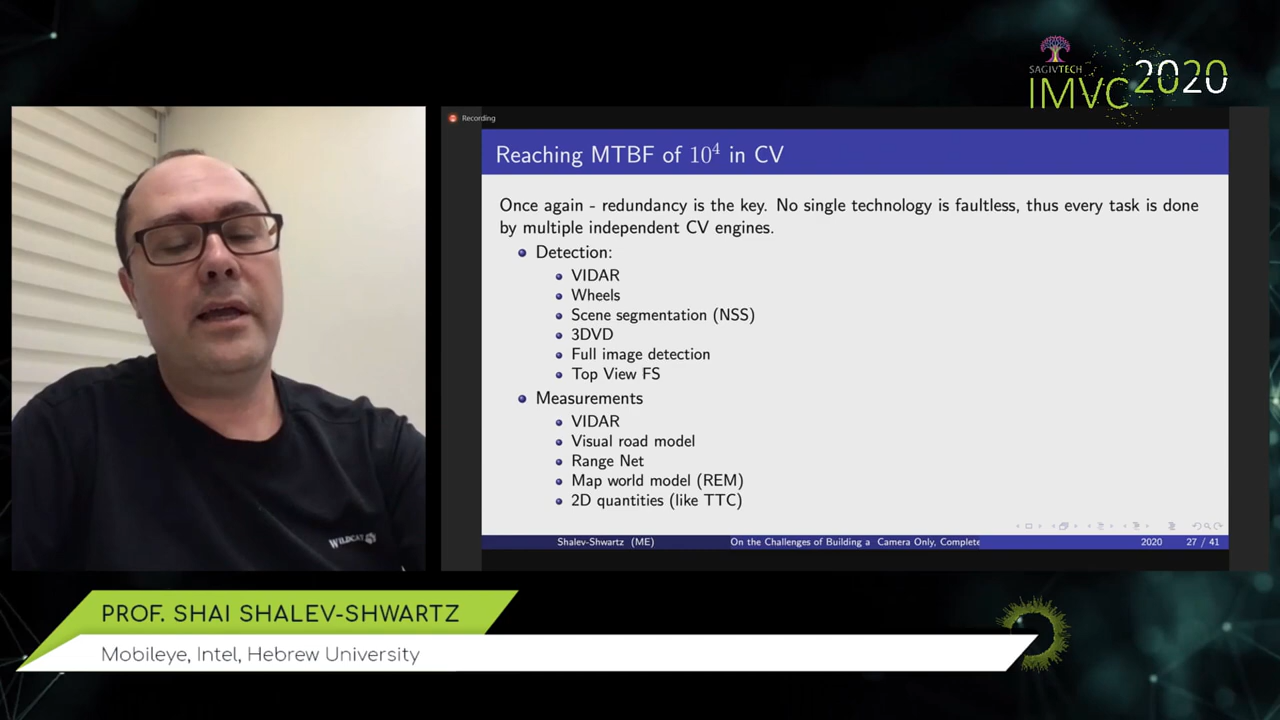 SAGIVTECH
IMVC 2020
Recording
Reaching MTBF of 10⁴ in CV
Once again - redundancy is the key. No single technology is faultless, thus every task is done
by multiple independent CV engines.
Detection:
VIDAR
Wheels
Scene segmentation (NSS)
3DVD
Full image detection
Top View FS
Measurements
VIDAR
Visual road model
Range Net
Map world model (REM)
2D quantities (like TTC)
Shalev-Shwartz (ME) On the Challenges of Building a Camera Only, Complete 2020 27 / 41
WILDCAT
PROF. SHAI SHALEV-SHWARTZ
Mobileye, Intel, Hebrew University